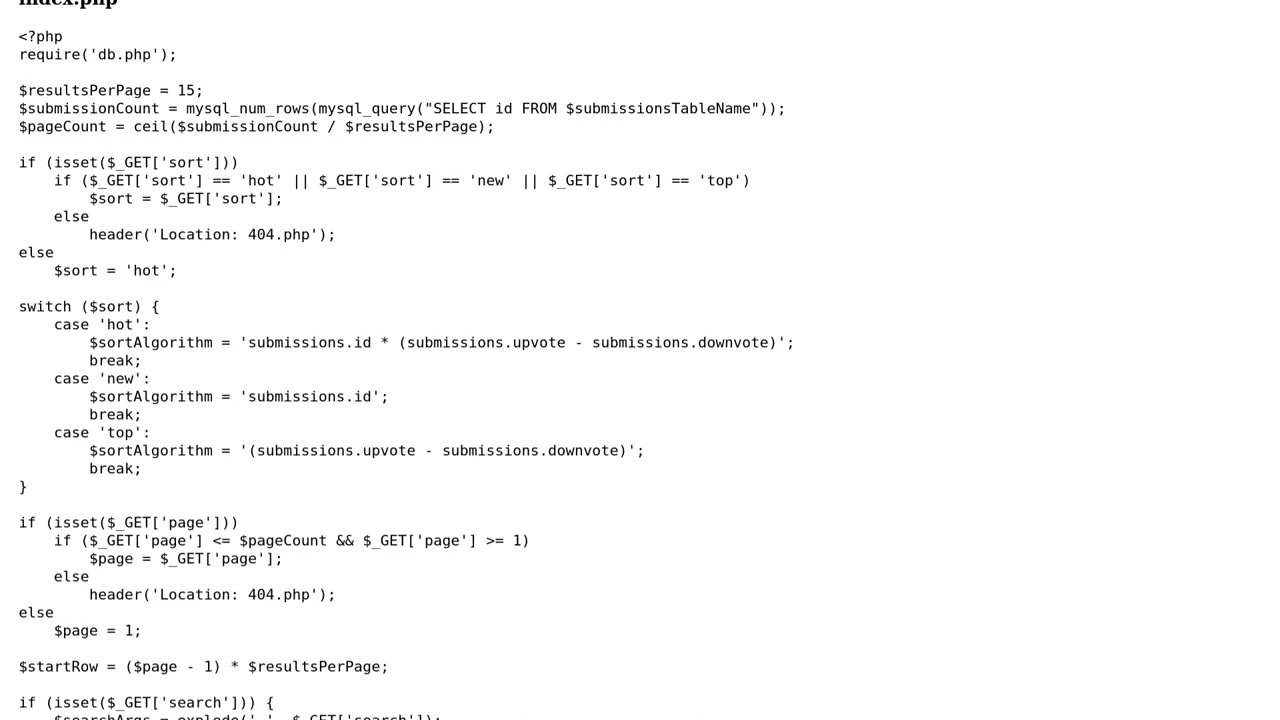 index.php
<?php
require('db.php');

$resultsPerPage = 15;
$submissionCount = mysql_num_rows(mysql_query("SELECT id FROM $submissionsTableName"));
$pageCount = ceil($submissionCount / $resultsPerPage);

if (isset($_GET['sort']))
    if ($_GET['sort'] == 'hot' || $_GET['sort'] == 'new' || $_GET['sort'] == 'top')
        $sort = $_GET['sort'];
    else
        header('Location: 404.php');
else
    $sort = 'hot';

switch ($sort) {
    case 'hot':
        $sortAlgorithm = 'submissions.id * (submissions.upvote - submissions.downvote)';
        break;
    case 'new':
        $sortAlgorithm = 'submissions.id';
        break;
    case 'top':
        $sortAlgorithm = '(submissions.upvote - submissions.downvote)';
        break;
}

if (isset($_GET['page']))
    if ($_GET['page'] <= $pageCount && $_GET['page'] >= 1)
        $page = $_GET['page'];
    else
        header('Location: 404.php');
else
    $page = 1;

$startRow = ($page - 1) * $resultsPerPage;

if (isset($_GET['search'])) {
    $searchArgs = explode(' ', $_GET['search']);